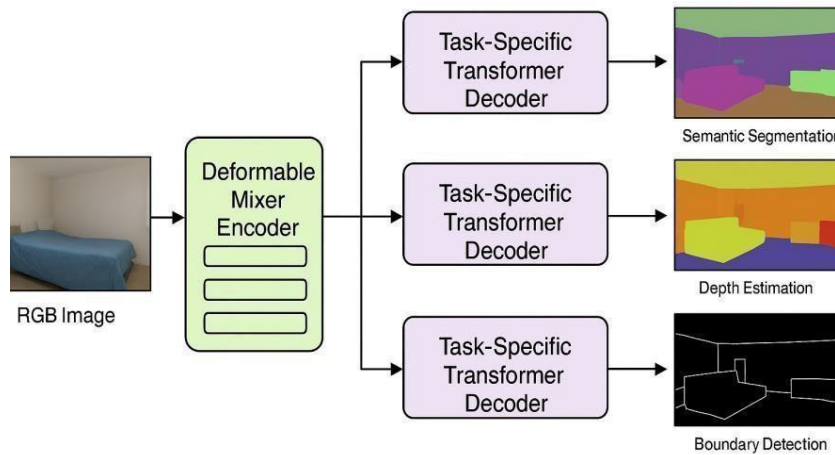 RGB Image
Deformable
Mixer
Encoder
Task-Specific
Transformer
Decoder
Semantic Segmentation
Task-Specific
Transformer
Decoder
Depth Estimation
Task-Specific
Transformer
Decoder
Boundary Detection